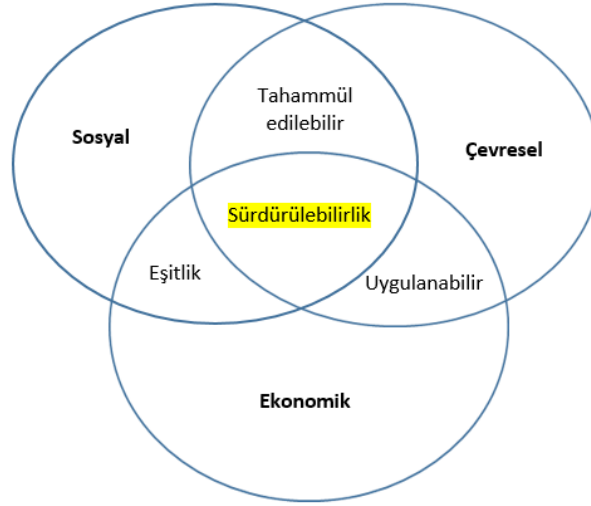 Tahammül
edilebilir
Sosyal
Çevresel
Sürdürülebilirlik
Eşitlik
Uygulanabilir
Ekonomik